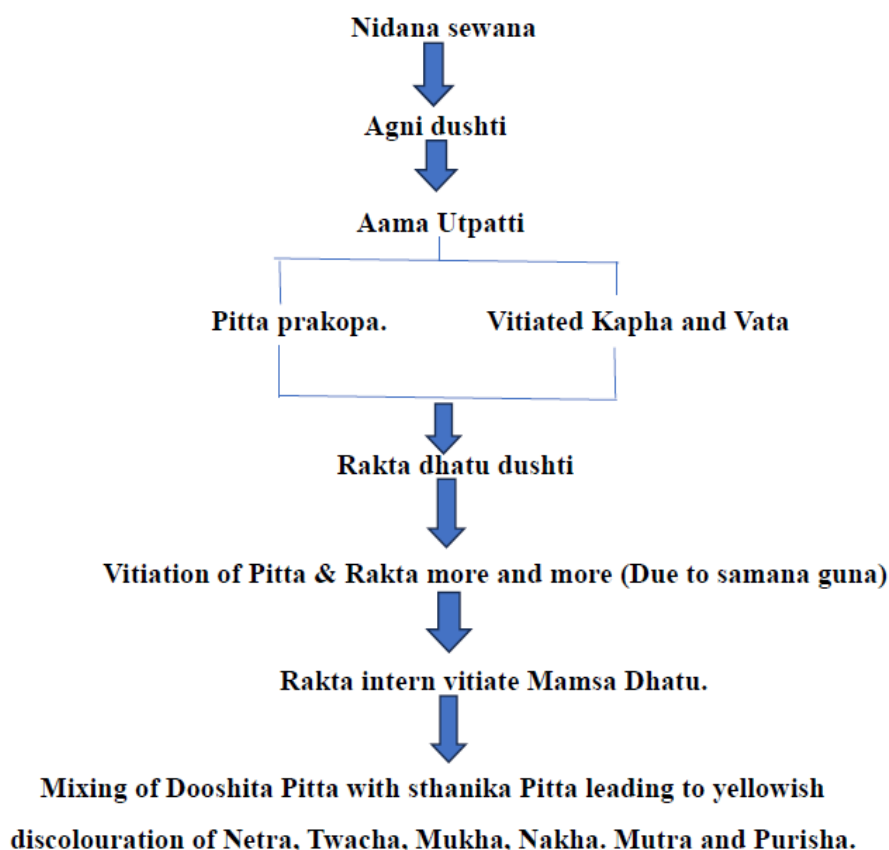 Nidana sewana
Agni dushti
Aama Utpatti
Pitta prakopa.
Vitiated Kapha and Vata
Rakta dhatu dushti
Vitiation of Pitta & Rakta more and more (Due to samana guna)
Rakta intern vitiate Mamsa Dhatu.
Mixing of Dooshita Pitta with sthanika Pitta leading to yellowish
discolouration of Netra, Twacha, Mukha, Nakha. Mutra and Purisha.